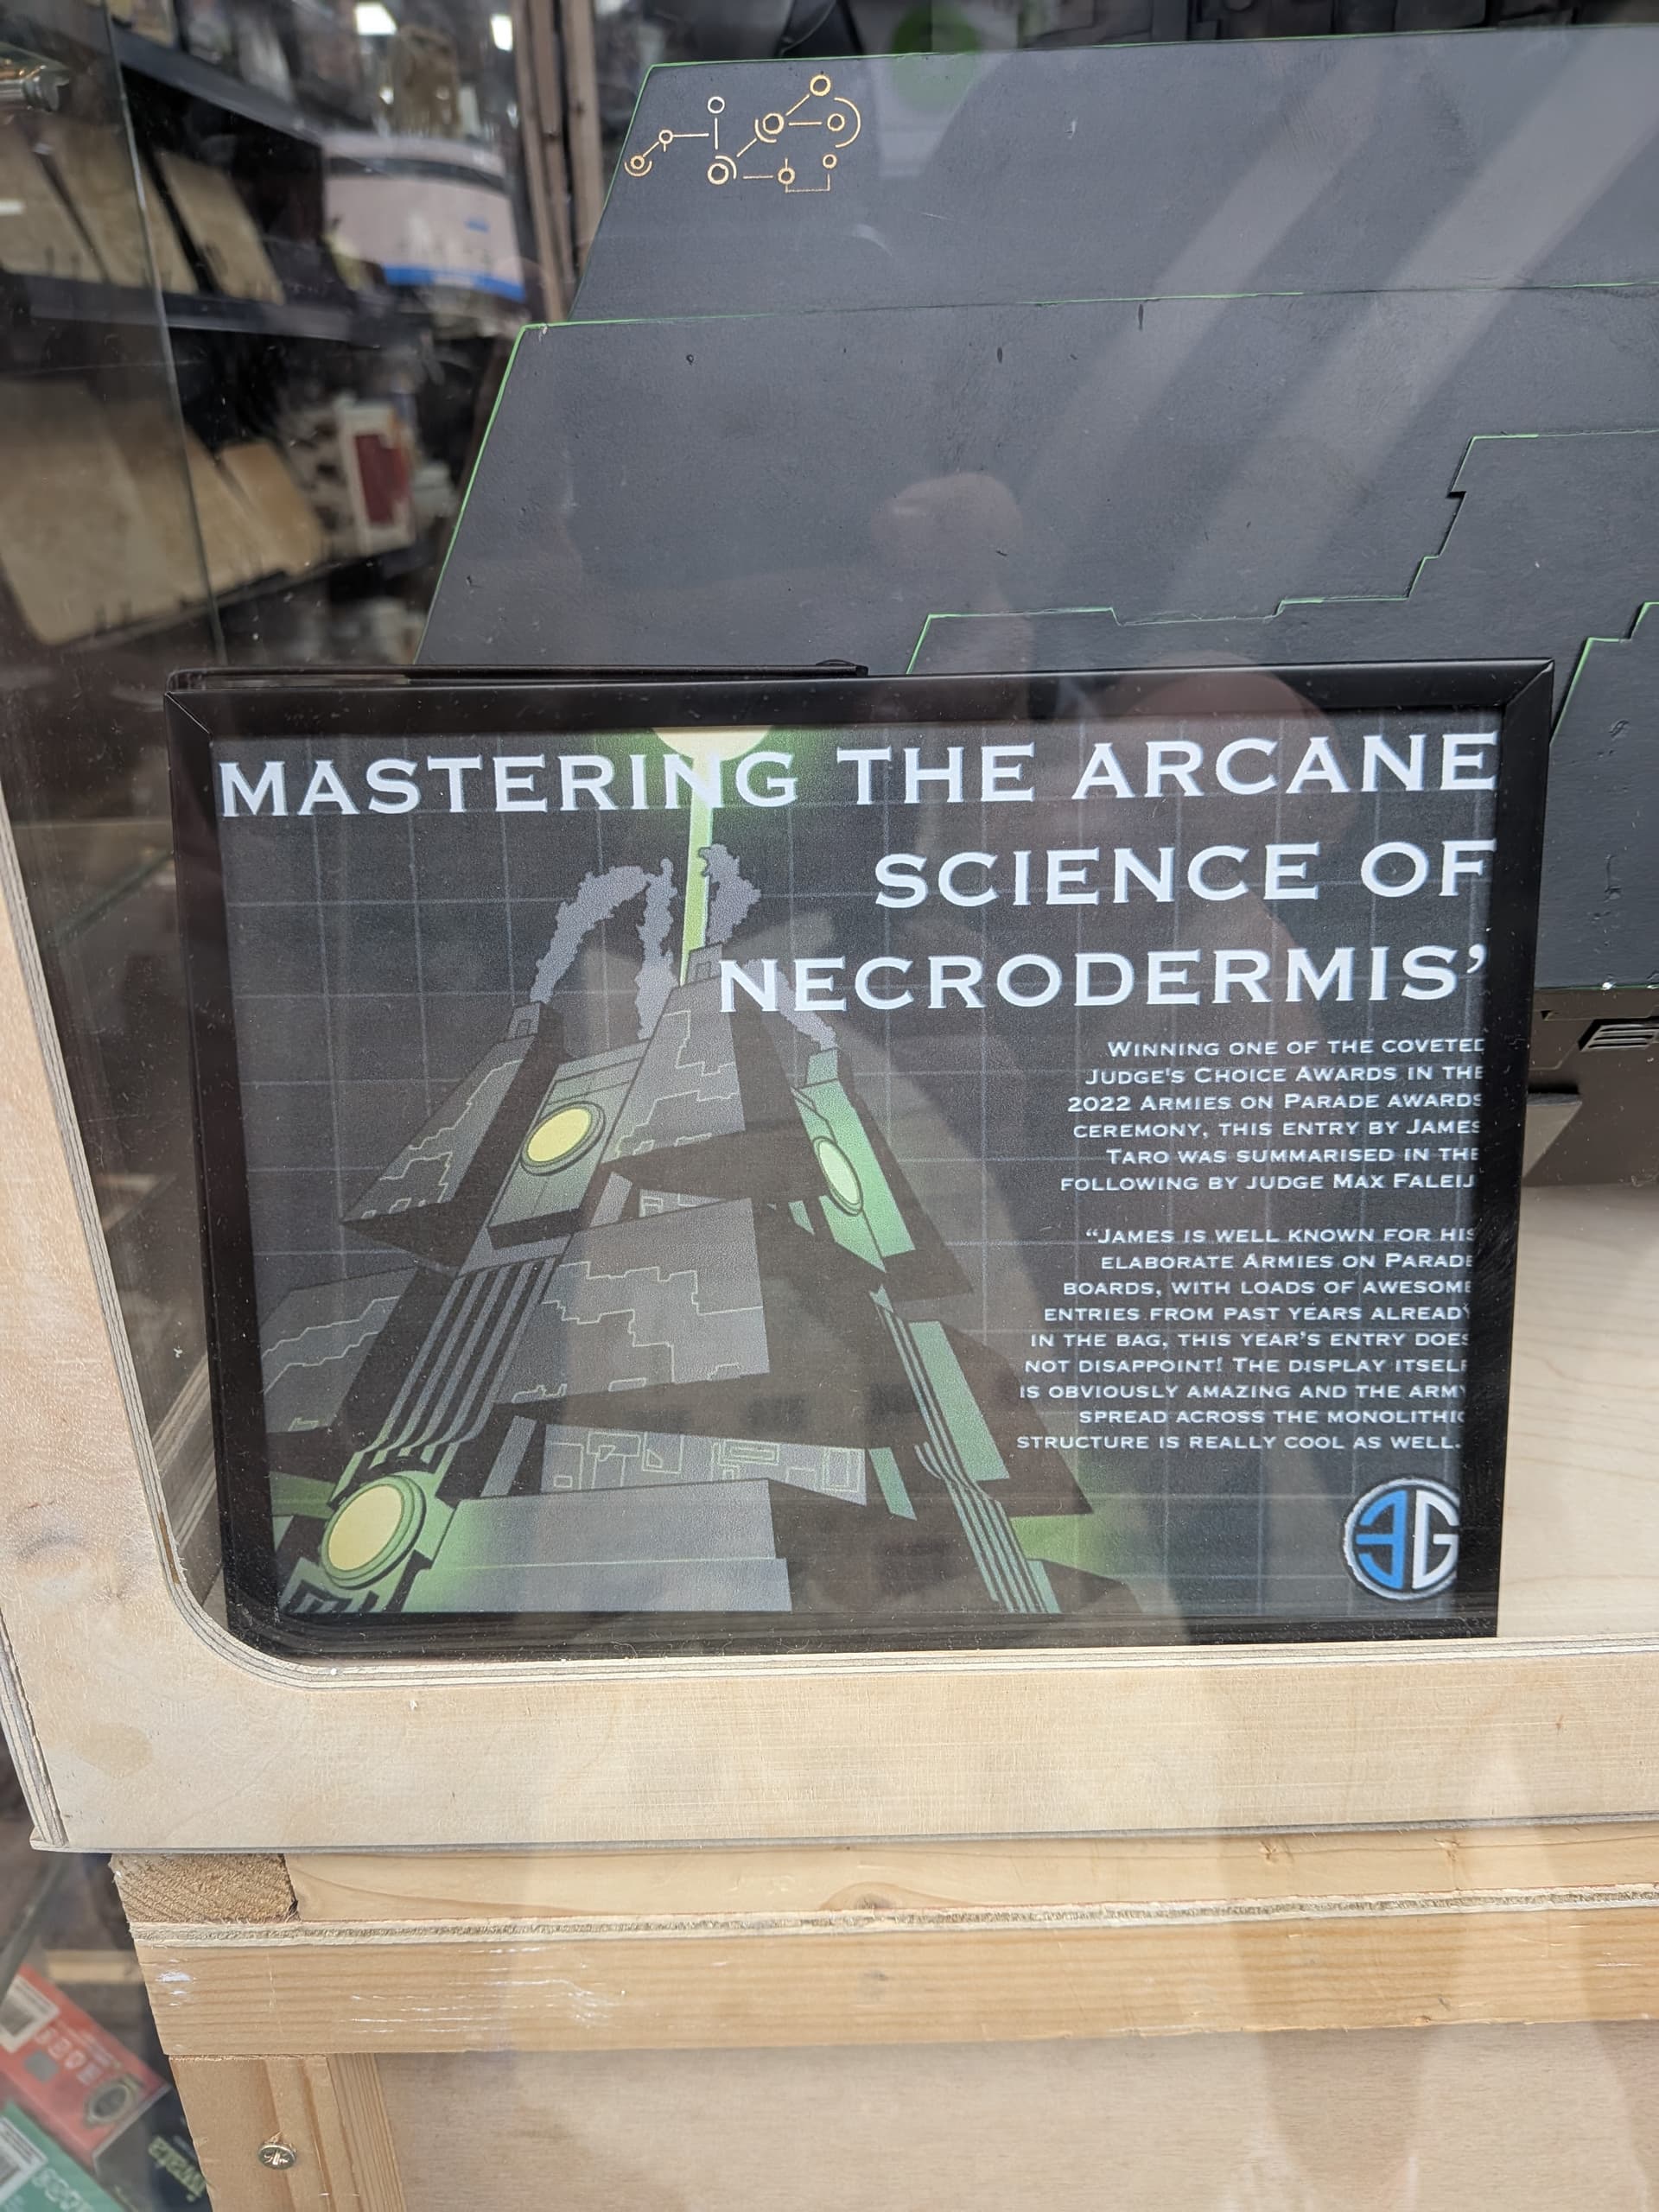 MASTERING THE ARCANE
SCIENCE OF
NECRODERMIS'
WINNING ONE OF THE COVETED
JUDGE'S CHOICE AWARDS IN THE
2022 ARMIES ON PARADE AWARDS
CEREMONY, THIS ENTRY BY JAMES
TARO WAS SUMMARISED IN THE
FOLLOWING BY JUDGE MAX FALEIJ
“JAMES IS WELL KNOWN FOR HIS
ELABORATE ARMIES ON PARADE
BOARDS, WITH LOADS OF AWESOME
ENTRIES FROM PAST YEARS ALREADY
IN THE BAG, THIS YEAR'S ENTRY DOES
NOT DISAPPOINT! THE DISPLAY ITSELF
IS OBVIOUSLY AMAZING AND THE ARMY
SPREAD ACROSS THE MONOLITHIC
STRUCTURE IS REALLY COOL AS WELL.